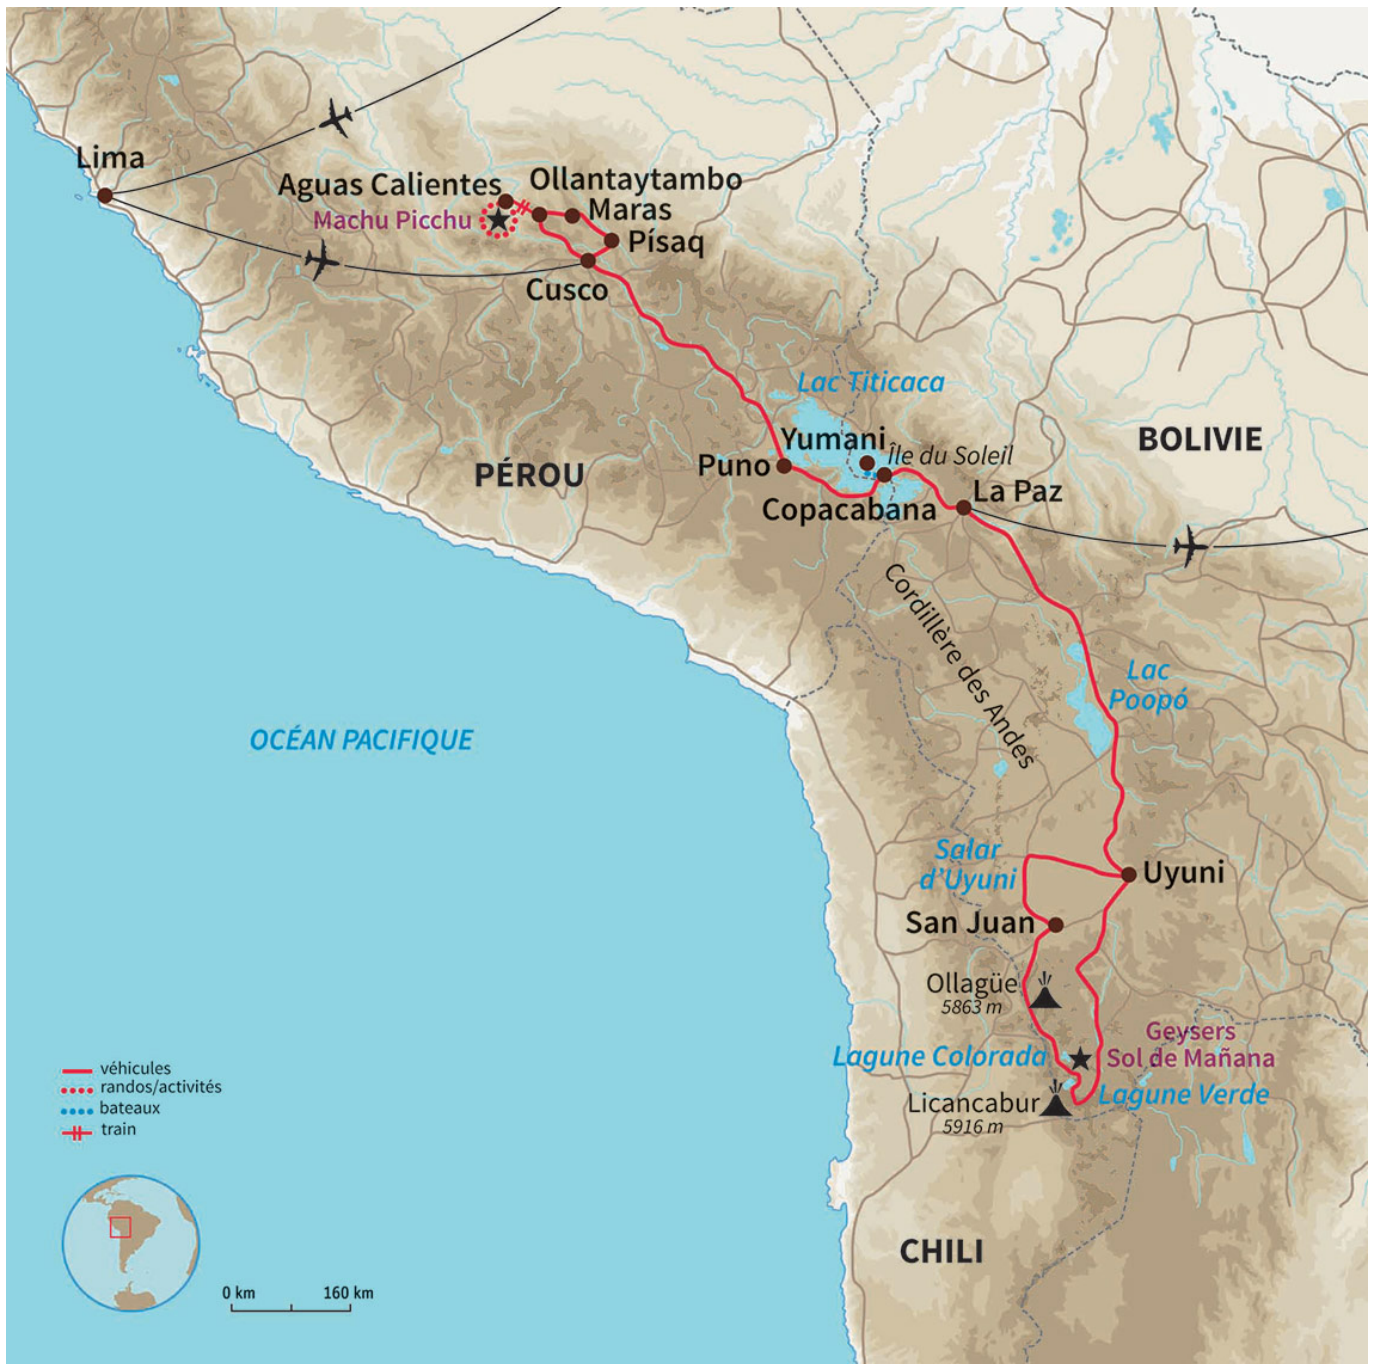 Lima
Aguas Calientes
Ollantaytambo
Machu Picchu
Maras
Písaq
Cusco
Lac Titicaca
Yumani
Île du Soleil
BOLIVIE
Puno
PÉROU
La Paz
Copacabana
Cordillère des Andes
Lac
Poopó
OCÉAN PACIFIQUE
Salar
d'Uyuni
Uyuni
San Juan
Ollagüe
5863 m
Geysers
Sol de Mañana
Lagune Colorada
Lagune Verde
Licancabur
5916 m
véhicules
randos/activités
bateaux
train
CHILI
0 km 160 km